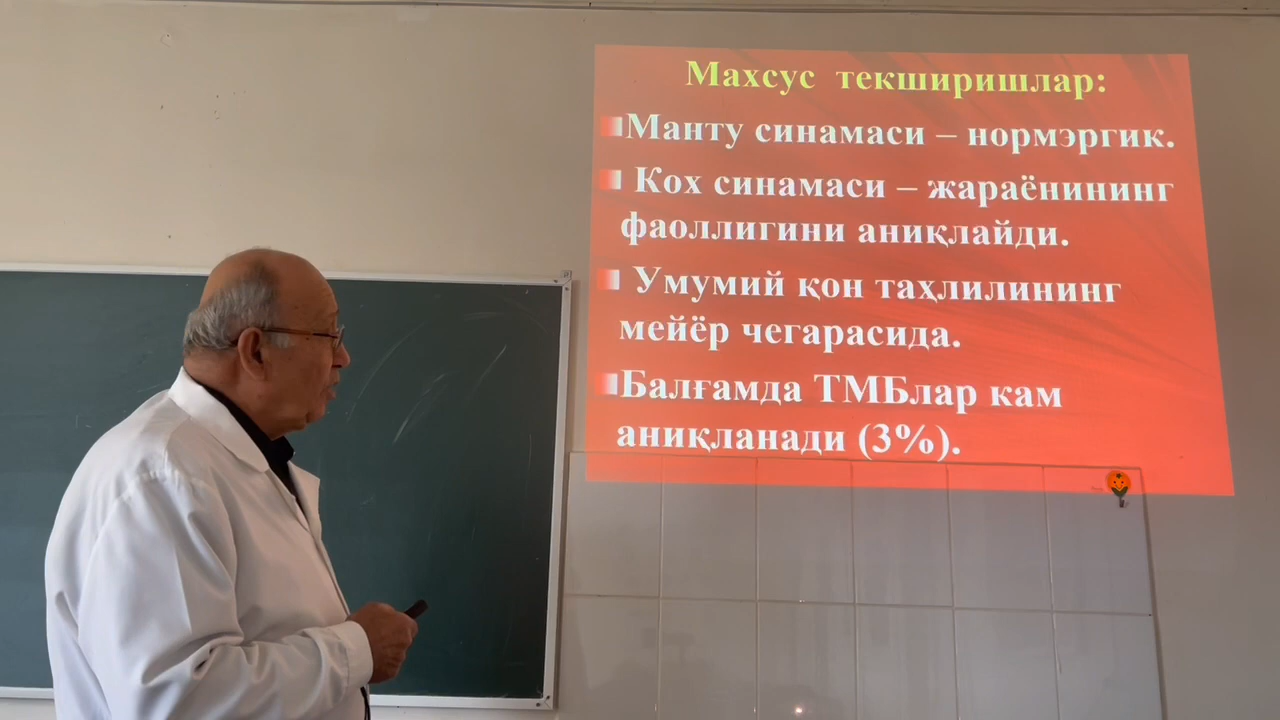 Махсус текширишлар:
Манту синамаси – нормэргик.
Кох синамаси – жараёнининг
фаоллигини аниқлайди.
Умумий қон таҳлилининг
мейёр чегарасида.
Балғамда ТМБлар кам
аниқланади (3%).